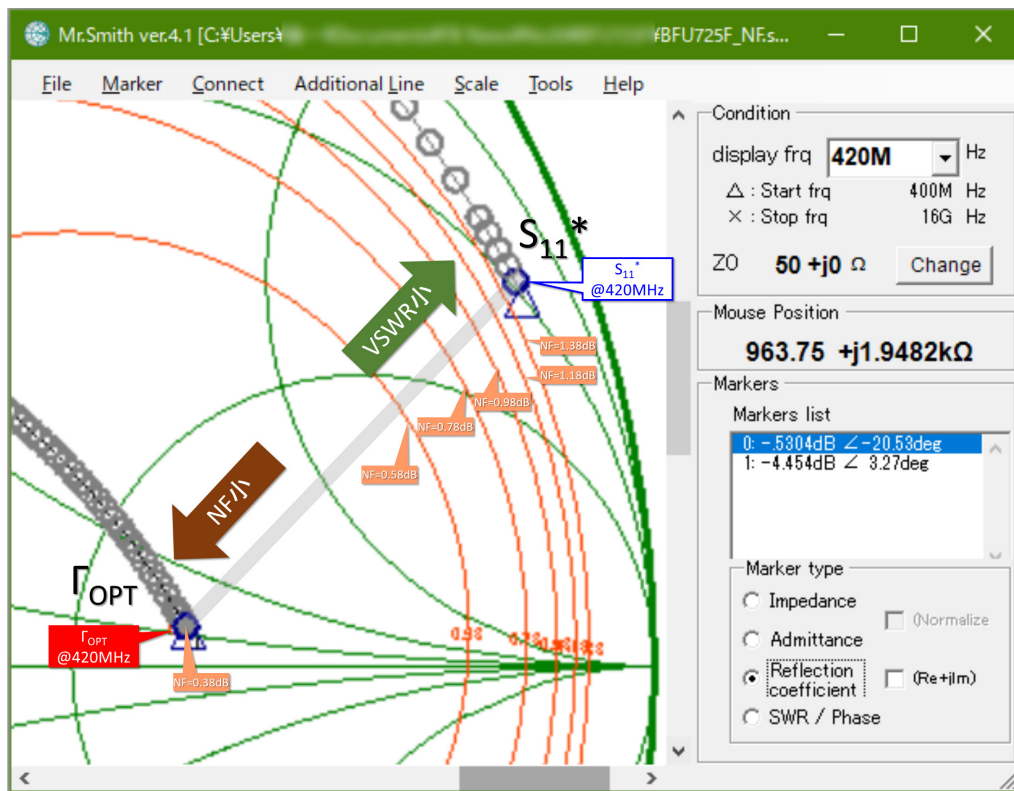 Mr.Smith ver.4.1 [C:¥Users¥
¥BFU725F_NF.s...
File Marker Connect Additional Line Scale Tools Help
S11*
S11*
@420MHz
VSWR小
NF=1.38dB
NF=1.18dB
NF=0.98dB
NF=0.78dB
NF=0.58dB
NF小
ΓOPT
ΓOPT
@420MHz
NF=0.38dB
Condition
display frq 420M Hz
△ : Start frq 400M Hz
× : Stop frq 16G Hz
ZO 50 +j0 Ω Change
Mouse Position
963.75 +j1.9482kΩ
Markers
Markers list
0: -.5304dB ∠-20.53deg
1: -4.454dB ∠ 3.27deg
Marker type
Impedance
(Normalize
Admittance
Reflection
coefficient
(Re+jIm)
SWR / Phase